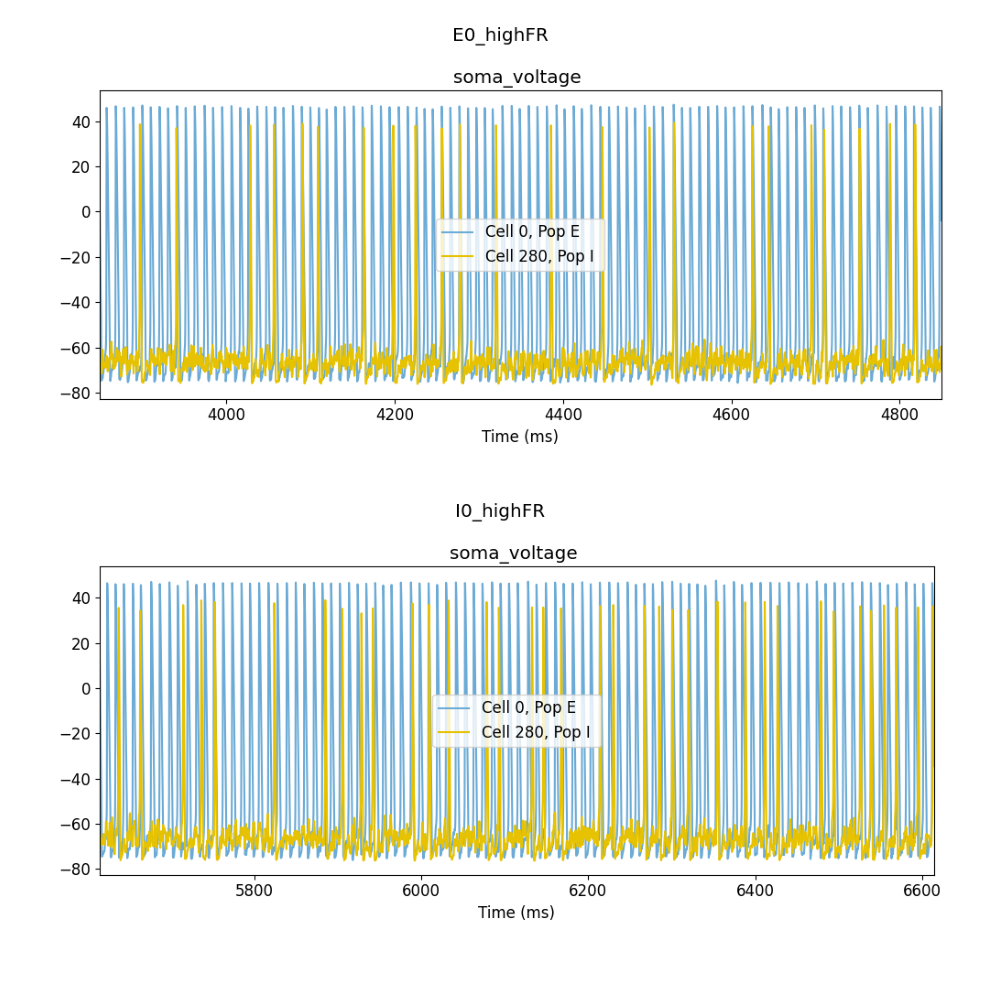 E0_highFR
soma_voltage
40
20
0
−20
−40
−60
−80
Cell 0, Pop E
Cell 280, Pop I
4000 4200 4400 4600 4800
Time (ms)
I0_highFR
soma_voltage
40
20
0
−20
−40
−60
−80
Cell 0, Pop E
Cell 280, Pop I
5800 6000 6200 6400 6600
Time (ms)